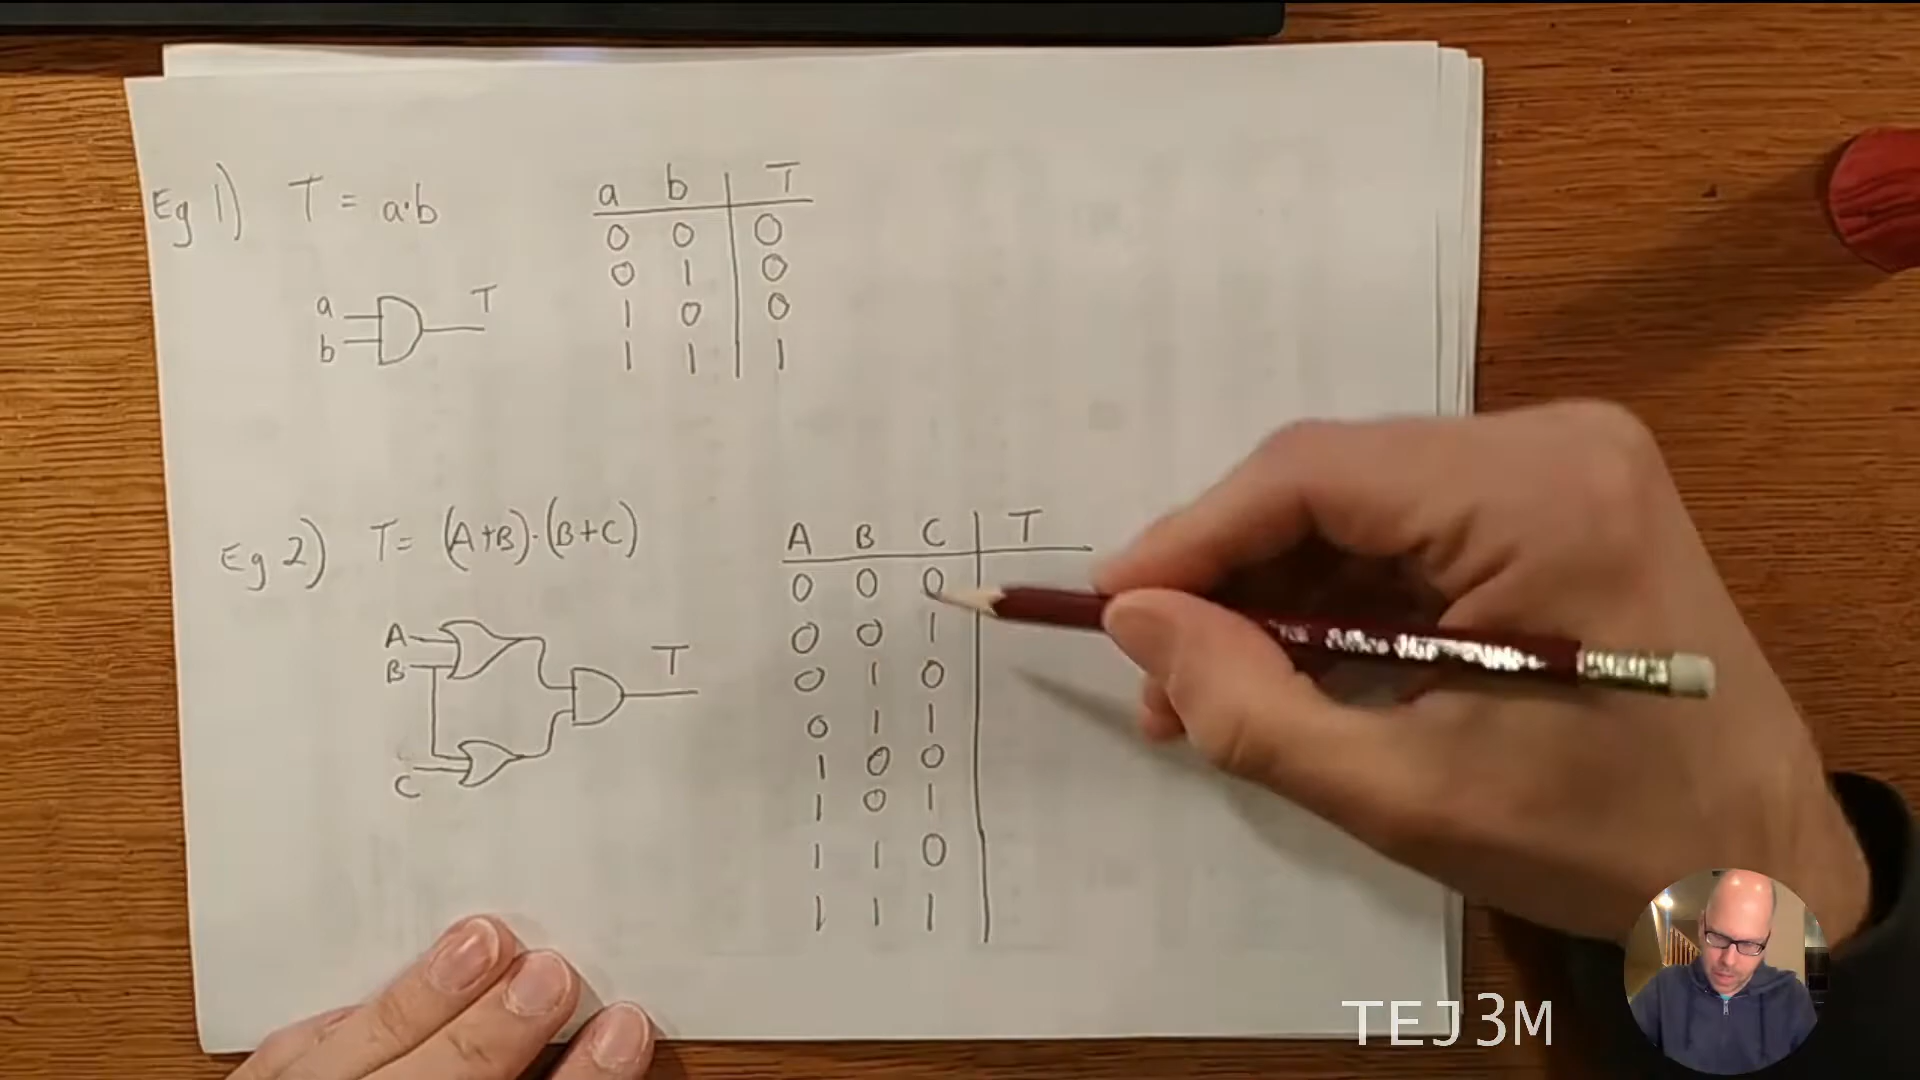 Eg 1) T = a·b
a b T
0 0 0
0 1 0
1 0 0
1 1 1
a
b
T
Eg 2) T = (A+B)·(B+C)
A
B
C
T
A B C T
0 0 0
0 0 1
0 1 0
0 1 1
1 0 0
1 0 1
1 1 0
1 1 1
TEJ3M